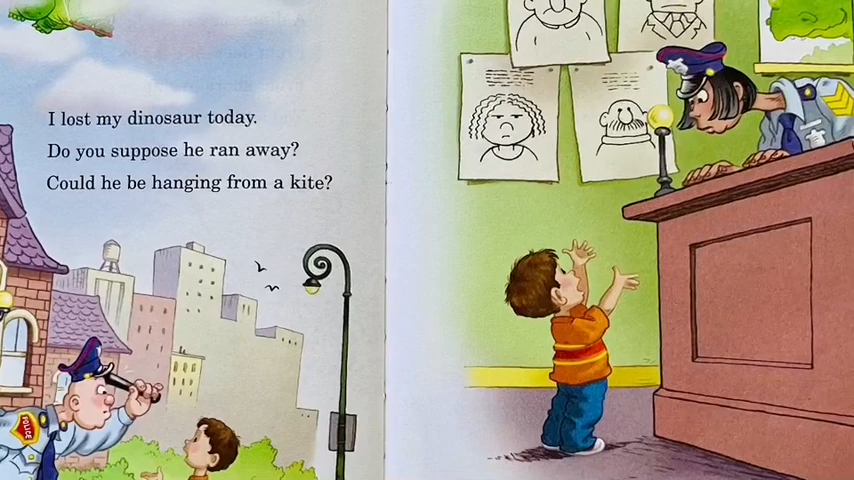 I lost my dinosaur today.
Do you suppose he ran away?
Could he be hanging from a kite?
POLICE